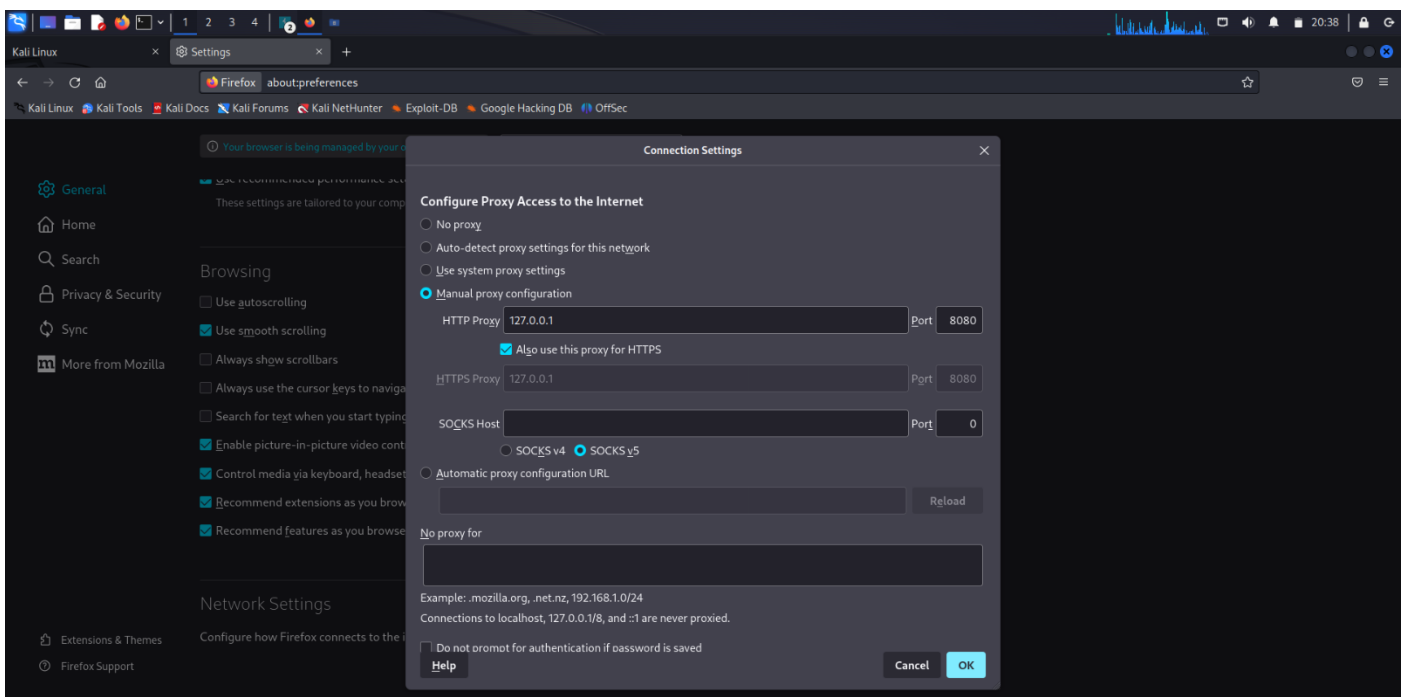 1 2 3 4 2 20:38
Kali Linux × Settings × +
Firefox about:preferences
Kali Linux Kali Tools Kali Docs Kali Forums Kali NetHunter Exploit-DB Google Hacking DB OffSec
Your browser is being managed by your o
Connection Settings
Use recommended performance set
These settings are tailored to your comp
General
Home
Search
Privacy & Security
Sync
More from Mozilla
Extensions & Themes
Firefox Support
Browsing
Use autoscrolling
Use smooth scrolling
Always show scrollbars
Always use the cursor keys to naviga
Search for text when you start typing
Enable picture-in-picture video cont
Control media via keyboard, headset
Recommend extensions as you brow
Recommend features as you browse
Network Settings
Configure how Firefox connects to the i
Configure Proxy Access to the Internet
No proxy
Auto-detect proxy settings for this network
Use system proxy settings
Manual proxy configuration
HTTP Proxy 127.0.0.1 Port 8080
Also use this proxy for HTTPS
HTTPS Proxy 127.0.0.1 Port 8080
SOCKS Host Port 0
SOCKS v4 SOCKS v5
Automatic proxy configuration URL
Reload
No proxy for
Example: .mozilla.org, .net.nz, 192.168.1.0/24
Connections to localhost, 127.0.0.1/8, and ::1 are never proxied.
Do not prompt for authentication if password is saved
Help Cancel OK